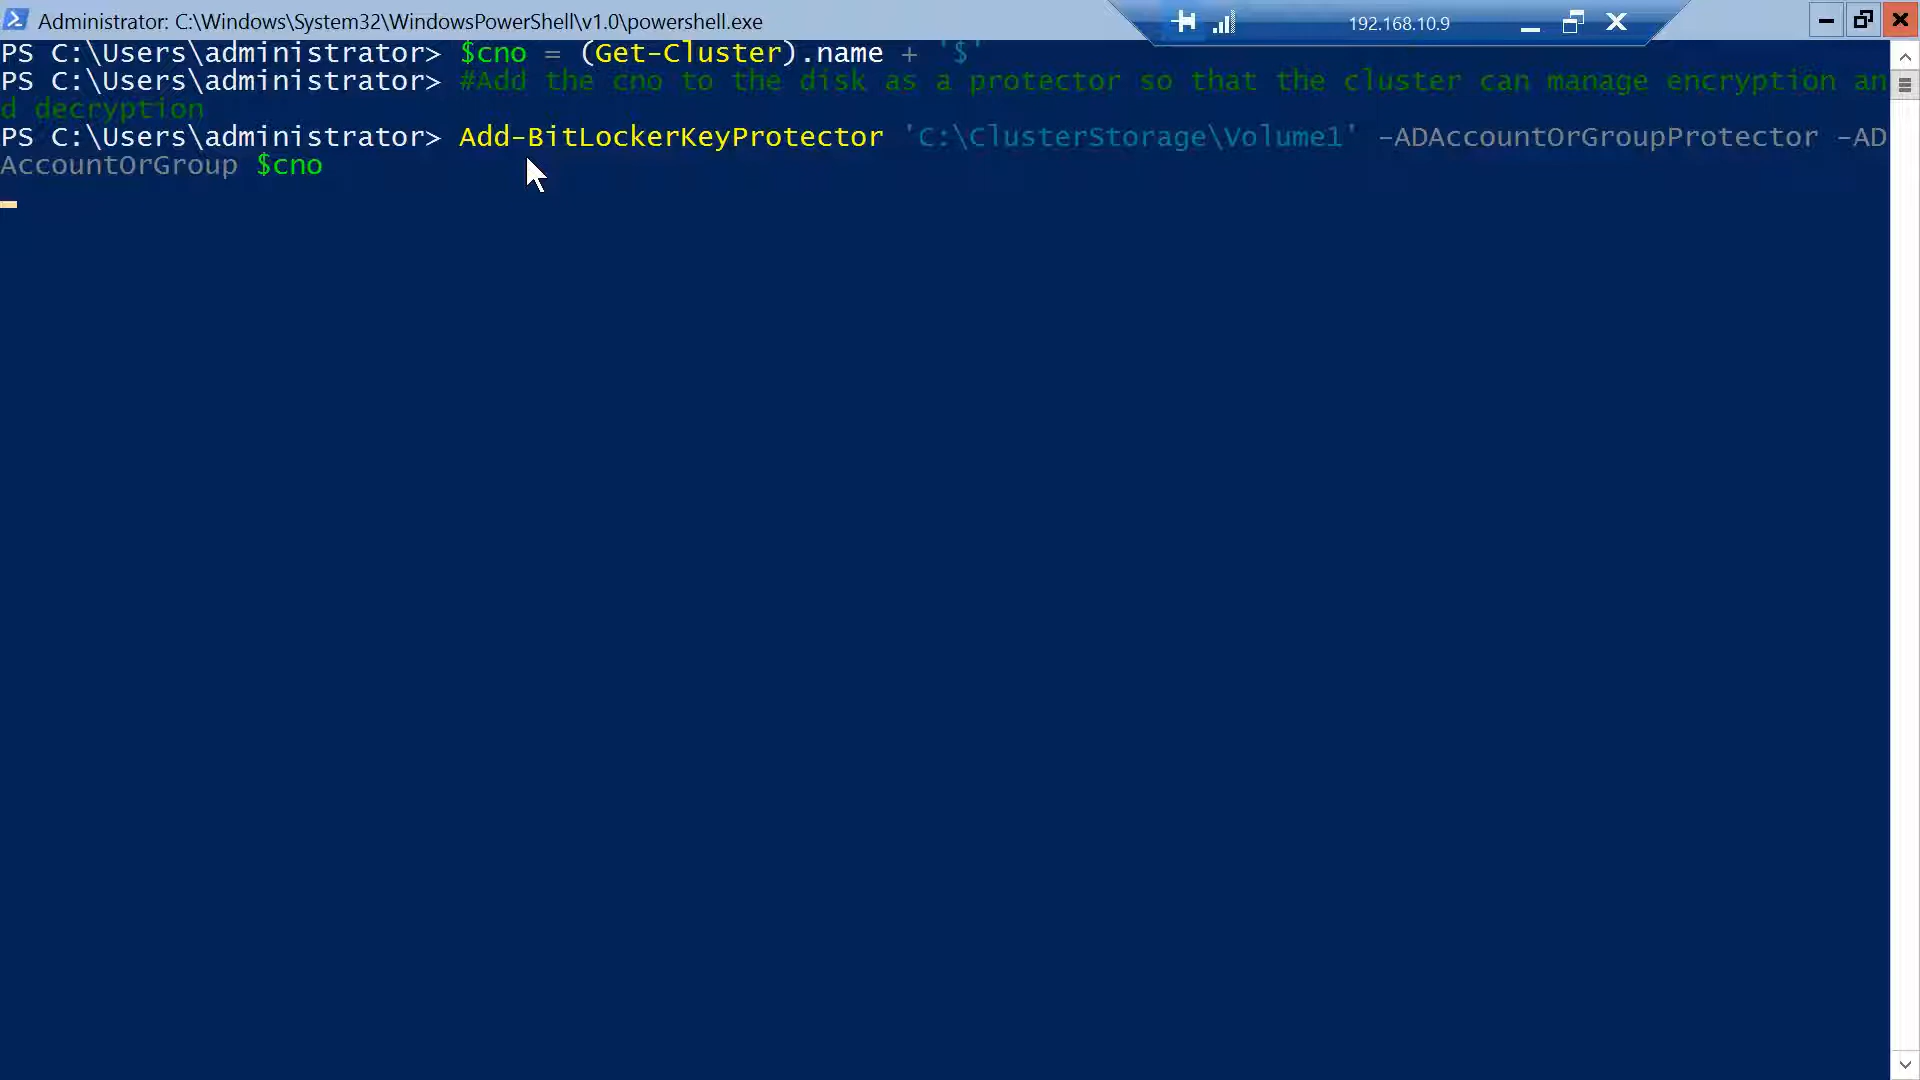 Administrator: C:\Windows\System32\WindowsPowerShell\v1.0\powershell.exe
192.168.10.9
PS C:\Users\administrator> $cno = (Get-Cluster).name + '$'
PS C:\Users\administrator> #Add the cno to the disk as a protector so that the cluster can manage encryption an
d decryption
PS C:\Users\administrator> Add-BitLockerKeyProtector 'C:\ClusterStorage\Volume1' -ADAccountOrGroupProtector -AD
AccountOrGroup $cno